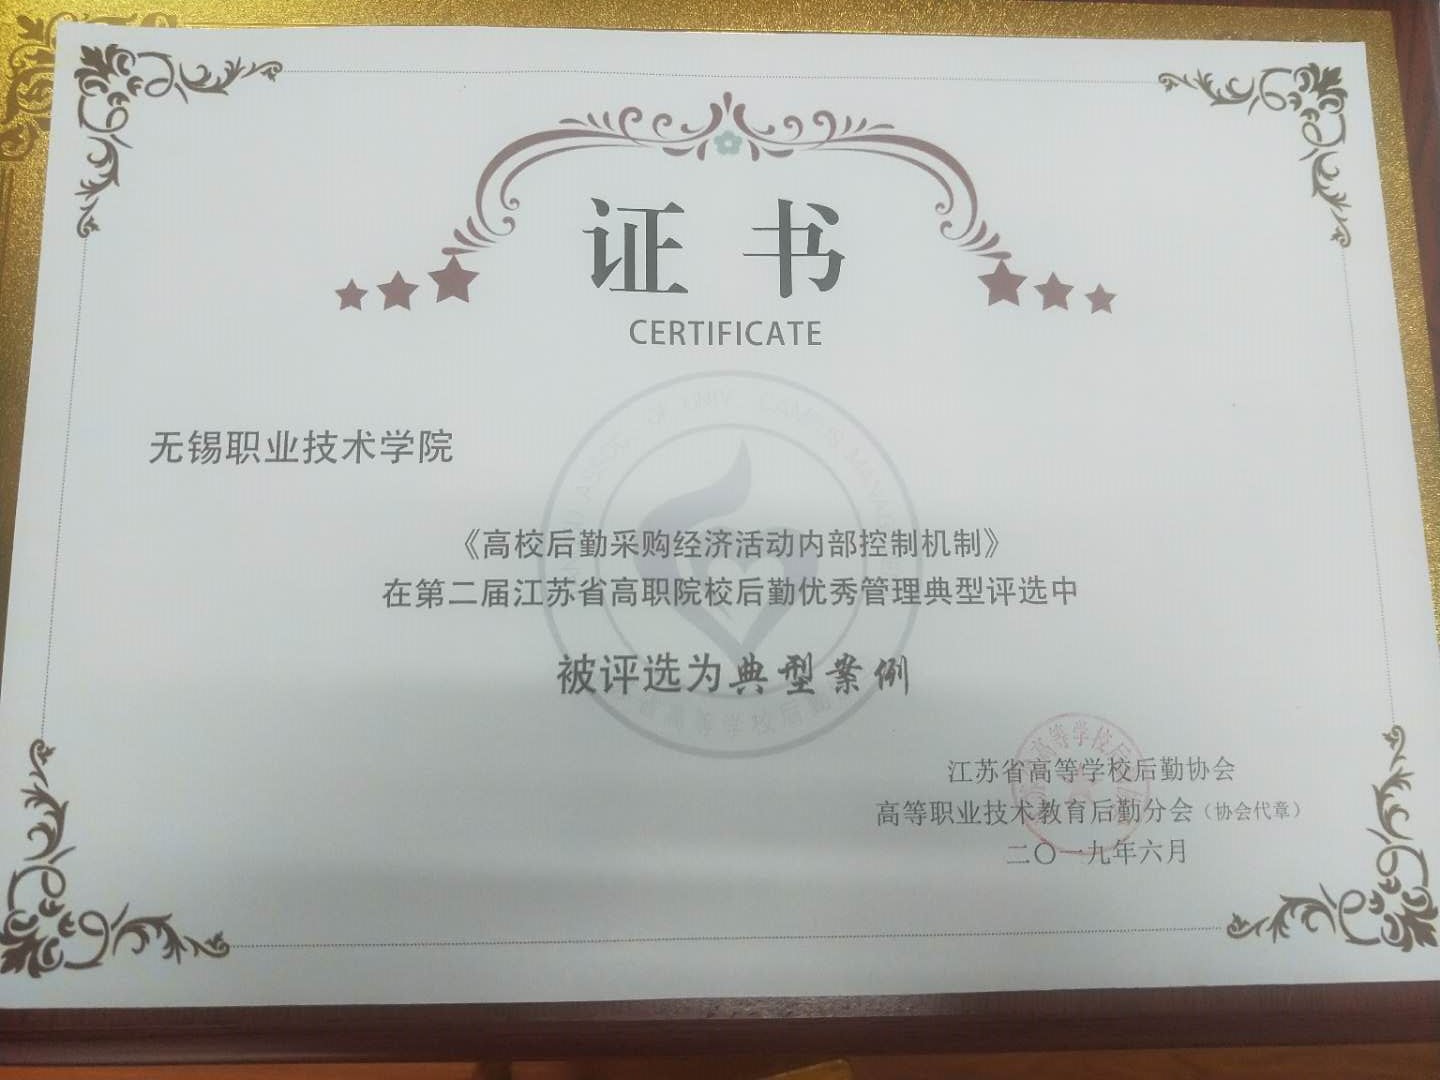 证书
CERTIFICATE
无锡职业技术学院
《高校后勤采购经济活动内部控制机制》
在第二届江苏省高职院校后勤优秀管理典型评选中
被评选为典型案例
江苏省高等学校后勤协会
高等职业技术教育后勤分会（协会代章）
二〇一九年六月